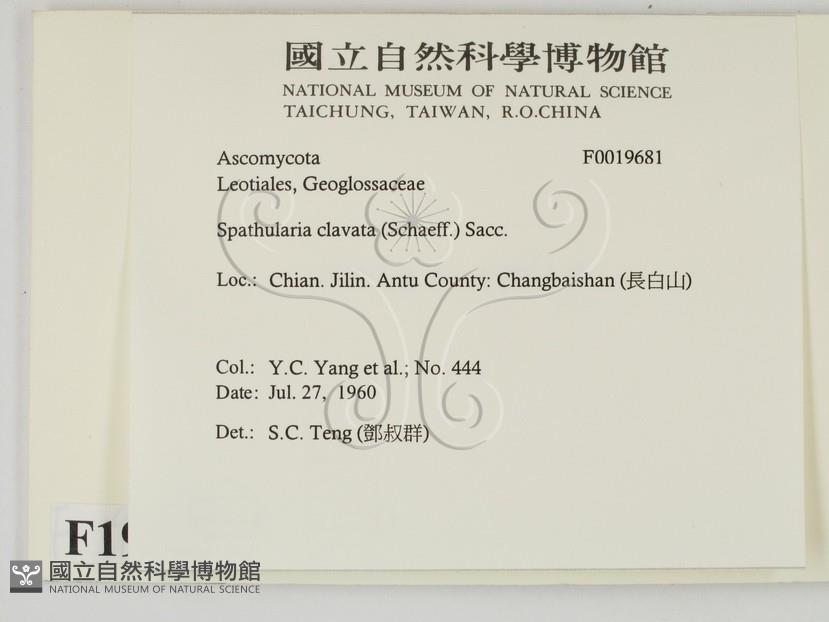 國立自然科學博物館
NATIONAL MUSEUM OF NATURAL SCIENCE
TAICHUNG, TAIWAN, R.O.CHINA
Ascomycota F0019681
Leotiales, Geoglossaceae
Spathularia clavata (Schaeff.) Sacc.
Loc.: Chian. Jilin. Antu County: Changbaishan (長白山)
Col.: Y.C. Yang et al.; No. 444
Date: Jul. 27, 1960
Det.: S.C. Teng (鄧叔群)
F19
國立自然科學博物館
NATIONAL MUSEUM OF NATURAL SCIENCE